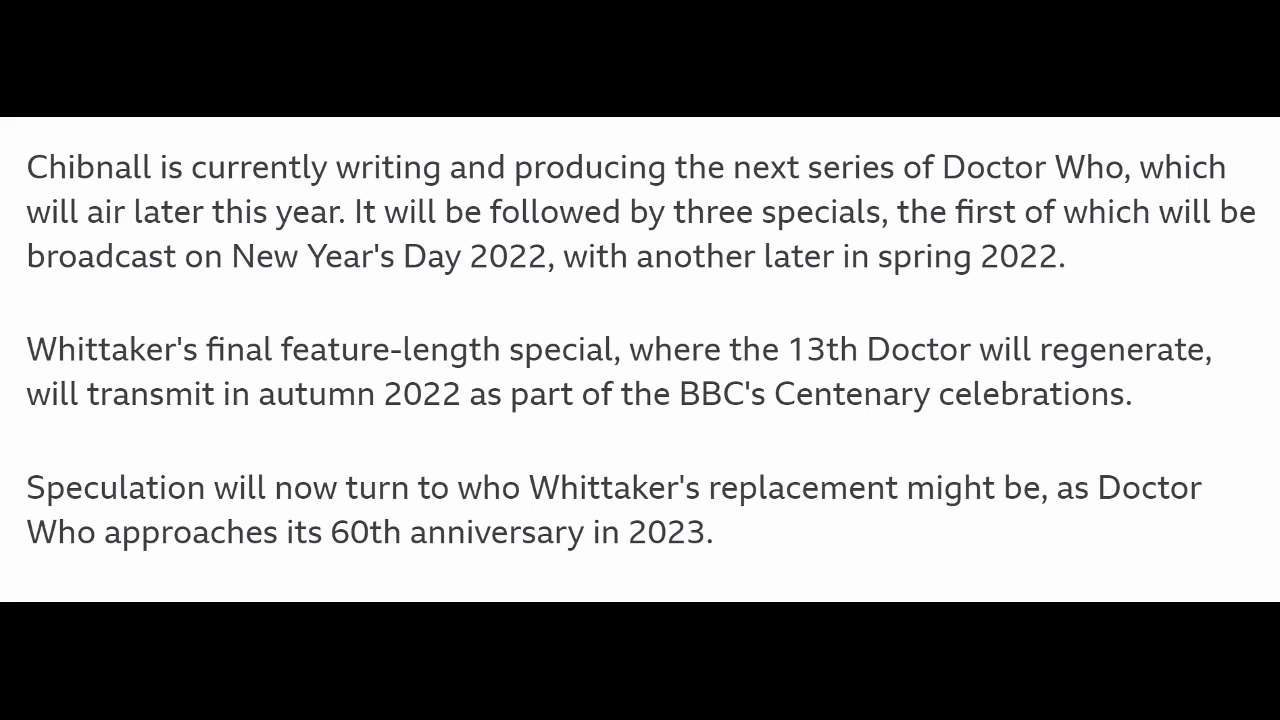 Chibnall is currently writing and producing the next series of Doctor Who, which
will air later this year. It will be followed by three specials, the first of which will be
broadcast on New Year's Day 2022, with another later in spring 2022.
Whittaker's final feature-length special, where the 13th Doctor will regenerate,
will transmit in autumn 2022 as part of the BBC's Centenary celebrations.
Speculation will now turn to who Whittaker's replacement might be, as Doctor
Who approaches its 60th anniversary in 2023.